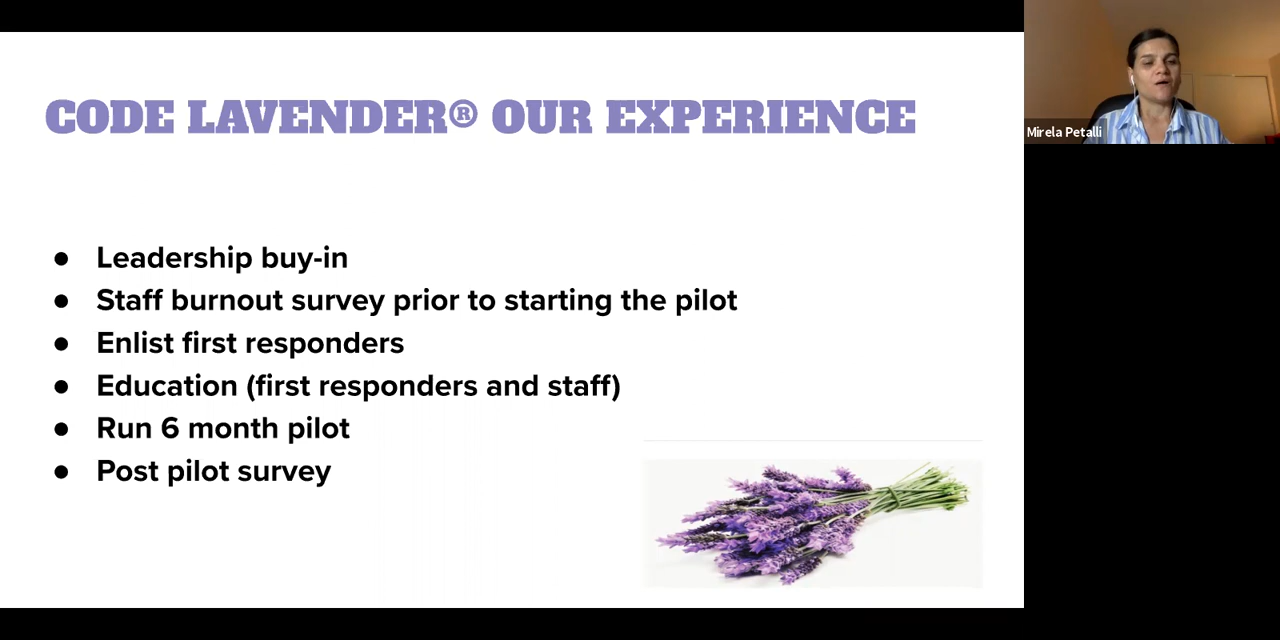 CODE LAVENDER® OUR EXPERIENCE
● Leadership buy-in
● Staff burnout survey prior to starting the pilot
● Enlist first responders
● Education (first responders and staff)
● Run 6 month pilot
● Post pilot survey
Mirela Petalli